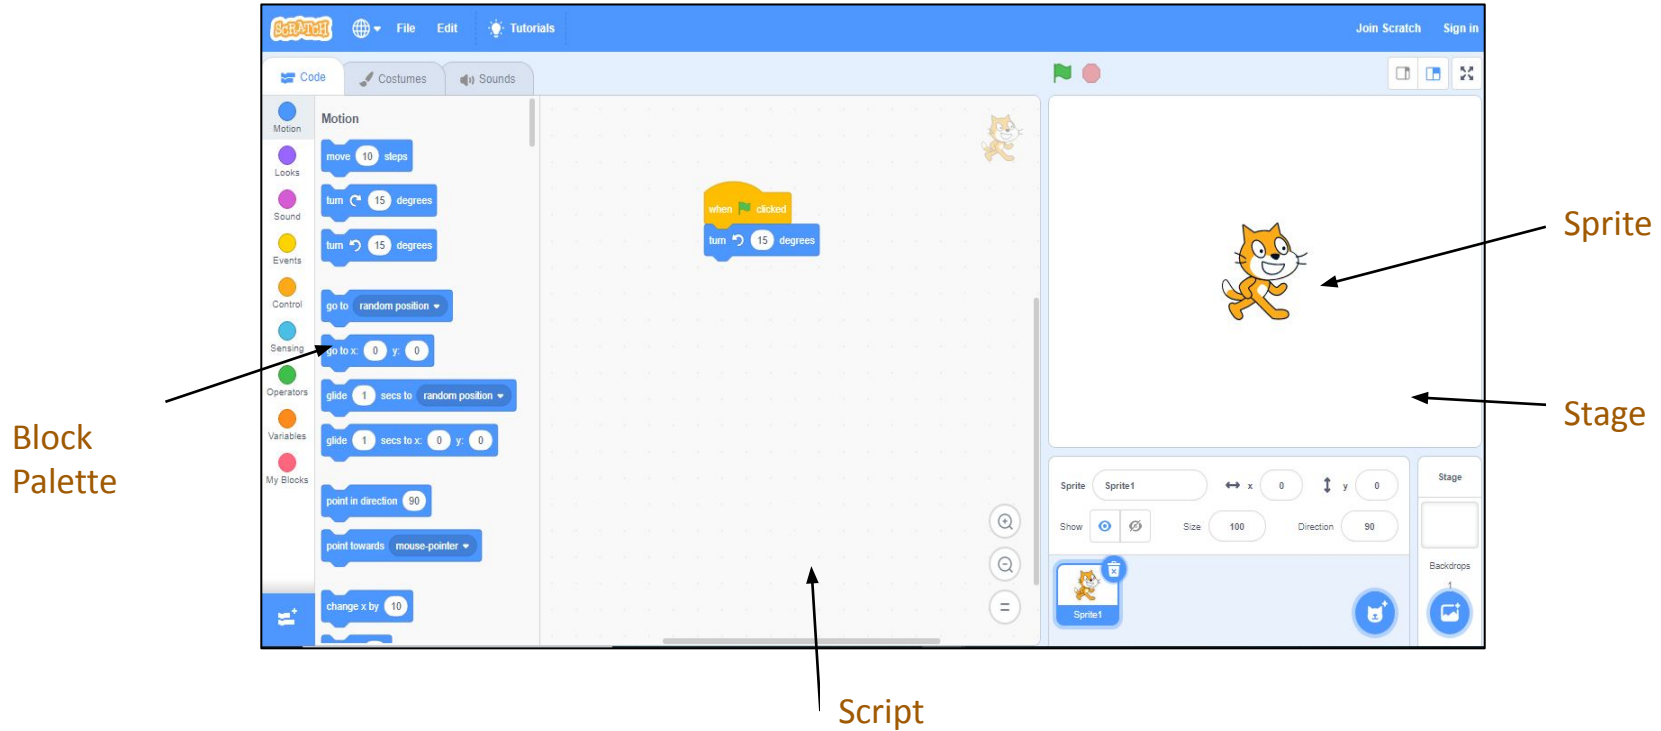 SCRATCH File Edit Tutorials Join Scratch Sign in
Code Costumes Sounds
Motion
Looks
Sound
Events
Control
Sensing
Operators
Variables
My Blocks
Motion
move 10 steps
turn 15 degrees
turn 15 degrees
go to random position
go to x: 0 y: 0
glide 1 secs to random position
glide 1 secs to x: 0 y: 0
point in direction 90
point towards mouse-pointer
change x by 10
when clicked
turn 15 degrees
Sprite Sprite1 x 0 y 0
Show Size 100 Direction 90
Sprite1
Stage
Backdrops
1
Block
Palette
Script
Sprite
Stage